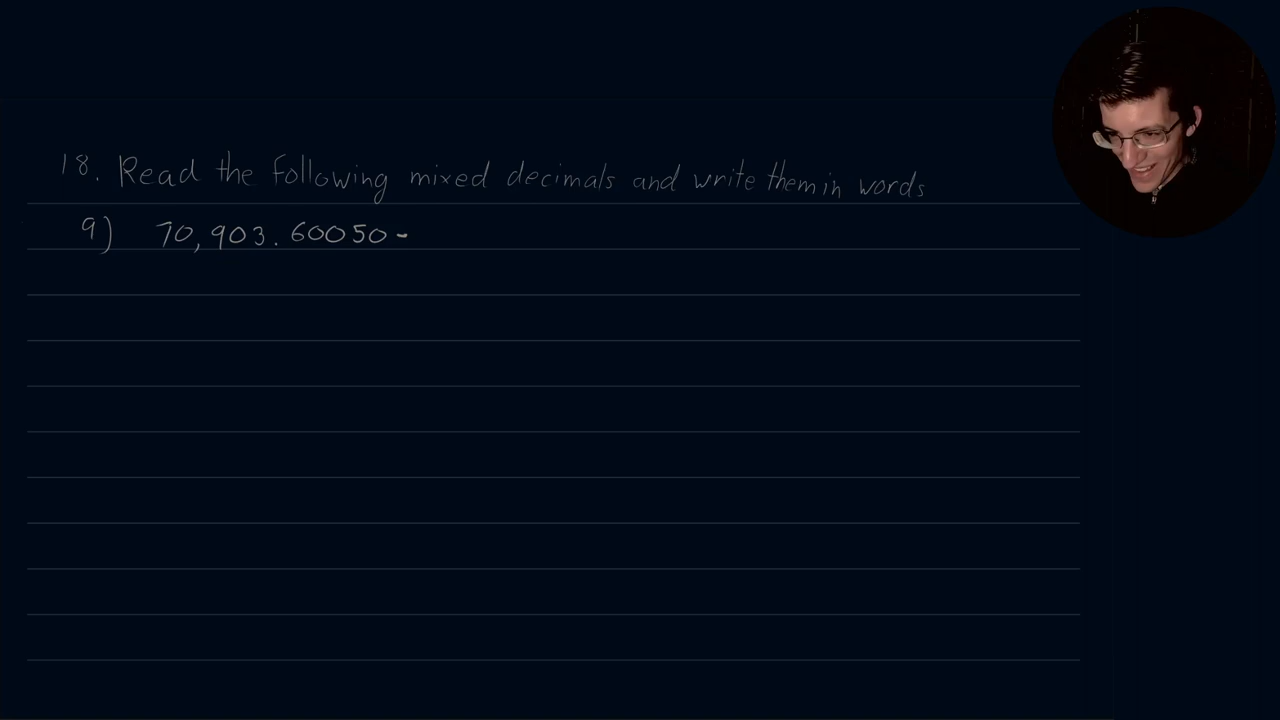 18. Read the following mixed decimals and write them in words
9) 70,903.60050-